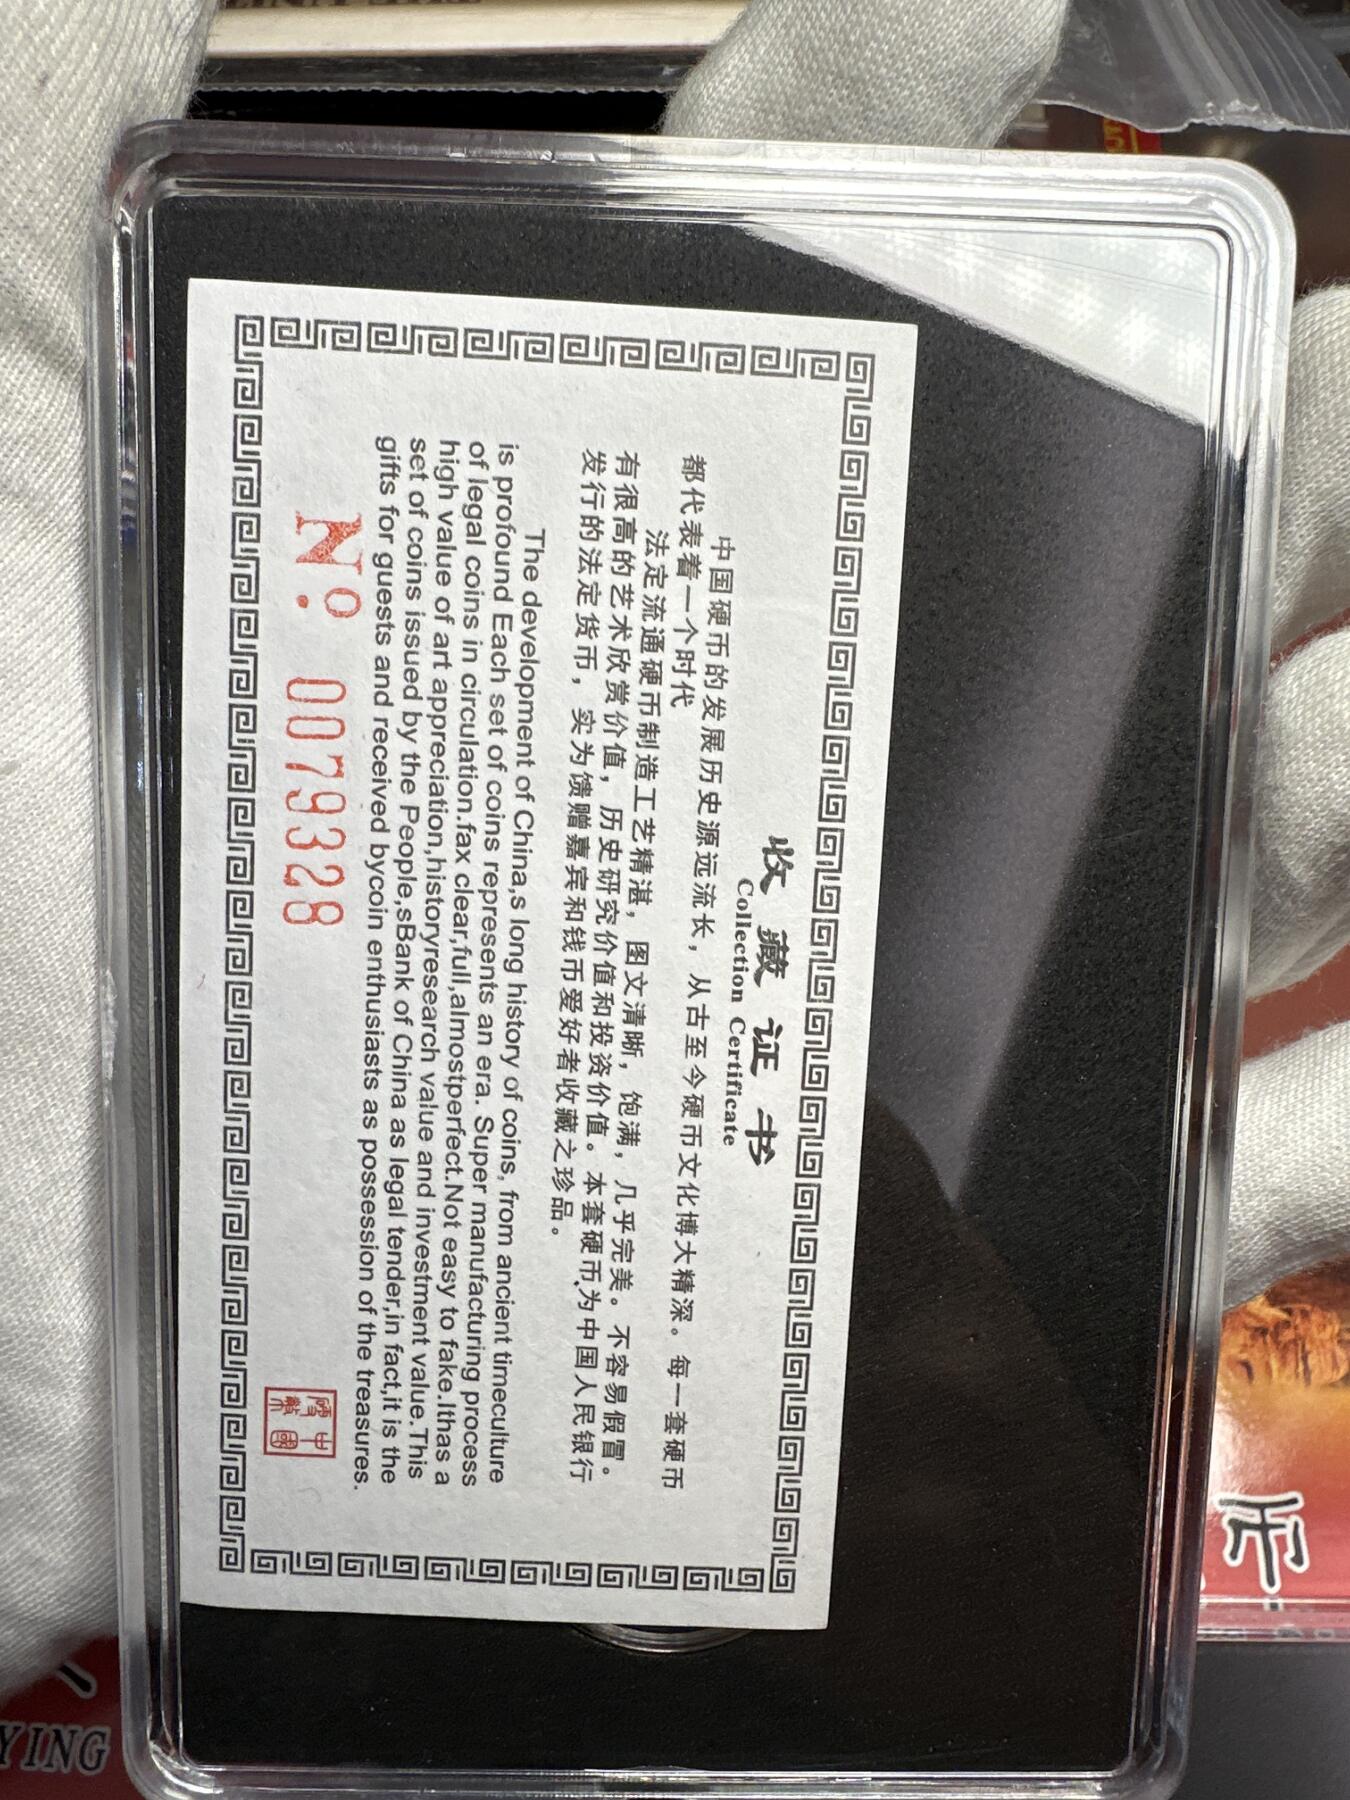 收藏证书
Collection Certificate
中国硬币的发展历史源远流长，从古至今硬币文化博大精深。每一套硬币
都代表着一个时代
法定流通硬币制造工艺精湛，图文清晰，饱满，几乎完美。不容易假冒。
有很高的艺术欣赏价值，历史研究价值和投资价值。本套硬币为中国人民银行
发行的法定货币，实为馈赠嘉宾和钱币爱好者收藏之珍品。
The development of China,s long history of coins, from ancient timeculture
is profound Each set of coins represents an era. Super manufacturing process
of legal coins in circulation.fax clear,full,almostperfect.Not easy to fake.Ithas a
high value of art appreciation,historyresearch value and investment value.This
set of coins issued by the People,sBank of China as legal tender,in fact,it is the
gifts for guests and received bycoin enthusiasts as possession of the treasures.
Nº. 0079328
YING